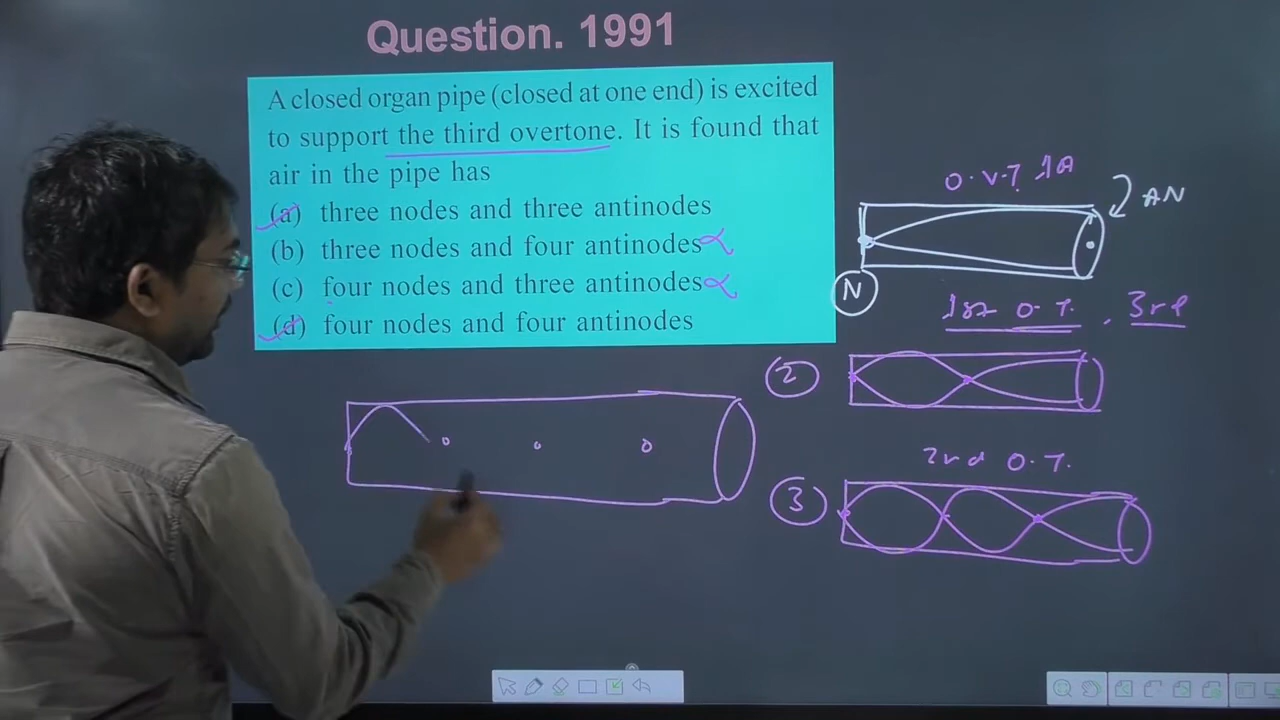 Question. 1991
A closed organ pipe (closed at one end) is excited
to support the third overtone. It is found that
air in the pipe has
(a) three nodes and three antinodes
(b) three nodes and four antinodes
(c) four nodes and three antinodes
(d) four nodes and four antinodes
AN
N
1st O.T. , 3rd
2
2nd O.T.
3